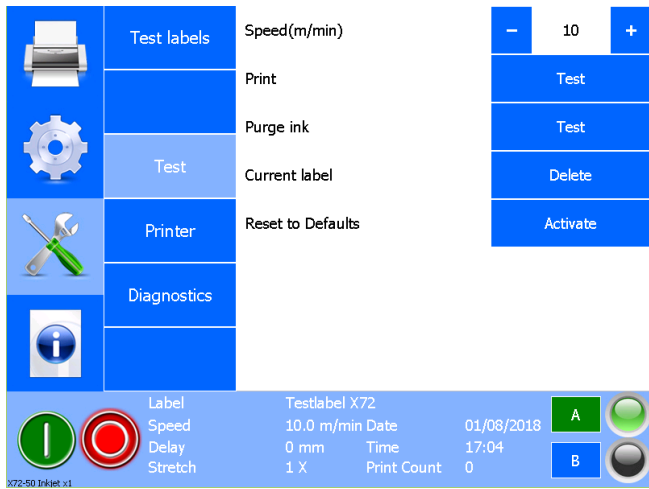 Test labels
Test
Printer
Diagnostics
Speed(m/min) - 10 +
Print Test
Purge ink Test
Current label Delete
Reset to Defaults Activate
Label Testlabel X72
Speed 10.0 m/min Date 01/08/2018
Delay 0 mm Time 17:04
Stretch 1 X Print Count 0
A
B
X72-50 Inkjet x1